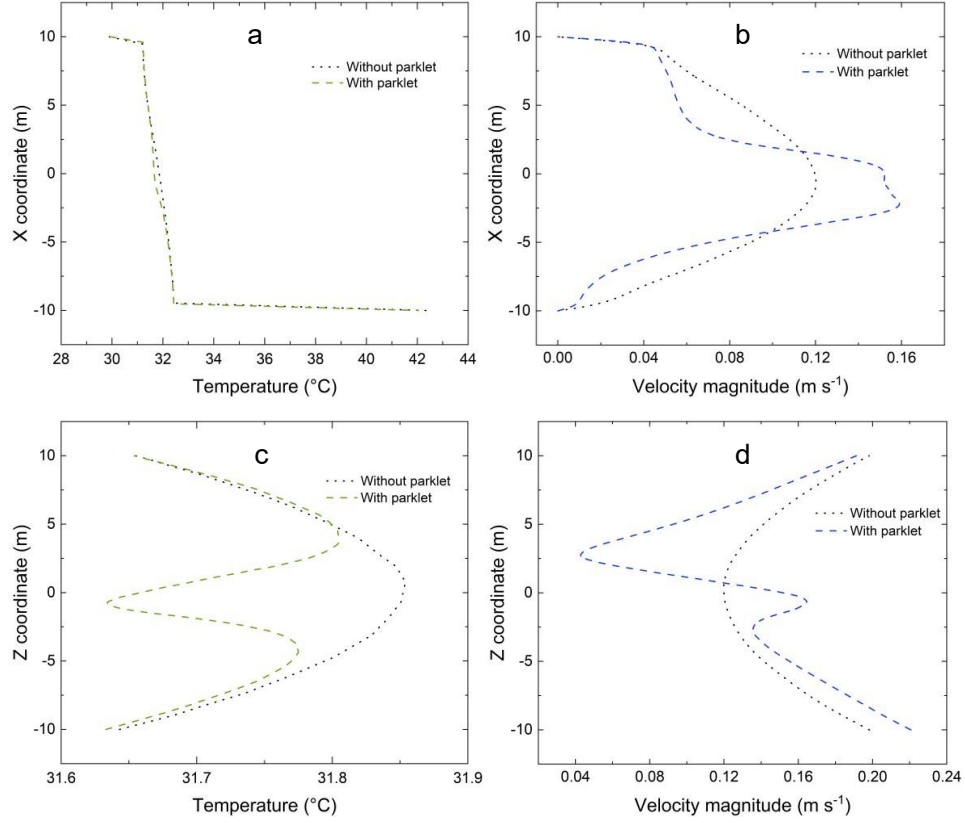 a
10
5
0
-5
-10
X coordinate (m)
Without parklet
With parklet
28 30 32 34 36 38 40 42 44
Temperature (°C)
b
10
5
0
-5
-10
X coordinate (m)
Without parklet
With parklet
0.00 0.04 0.08 0.12 0.16
Velocity magnitude (m s⁻¹)
c
10
5
0
-5
-10
Z coordinate (m)
Without parklet
With parklet
31.6 31.7 31.8 31.9
Temperature (°C)
d
10
5
0
-5
-10
Z coordinate (m)
Without parklet
With parklet
0.04 0.08 0.12 0.16 0.20 0.24
Velocity magnitude (m s⁻¹)